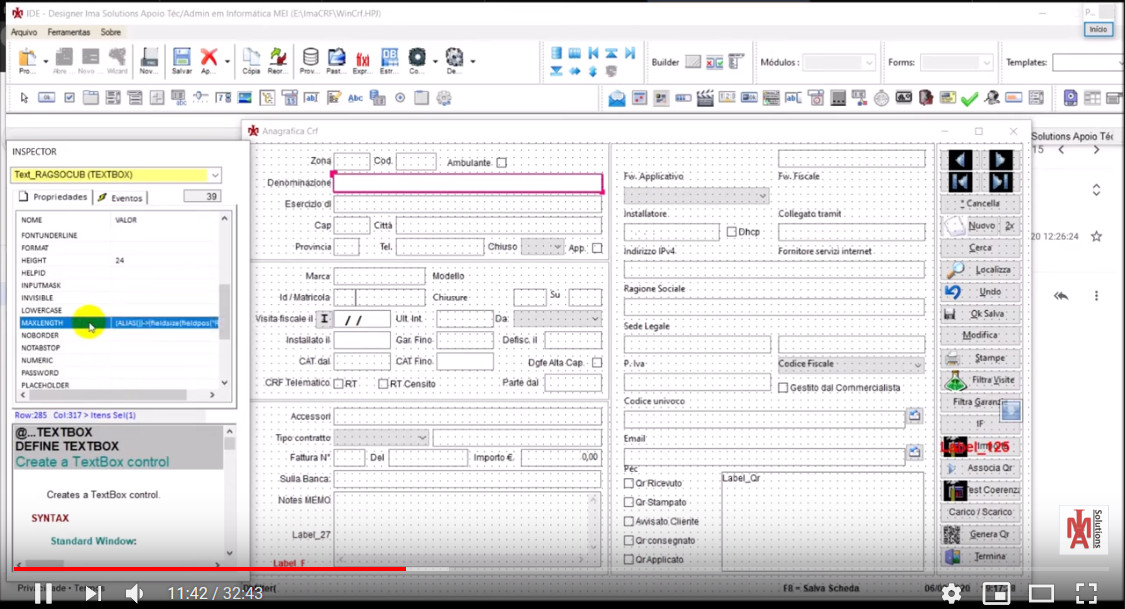 IDE - Designer Ima Solutions Apoio Téc/Admin em Informática MEI (E:\ImaCRF\WinCrf.HPJ)
P...
Início
Arquivo Ferramentas Sobre
Pro... Abre ... Nove ... Wizard Nov... Salvar Ap... Cópia Reor... Prov... Past... Expr... Estr... Co... De...
Builder Módulos : Forms: Templates:
Anagrafica Crf
Solutions Apoio Téc
INSPECTOR
Text_RAGSOCUB (TEXTBOX)
Propriedades Eventos 39
NOME VALOR
FONTUNDERLINE
FORMAT
HEIGHT 24
HELPID
INPUTMASK
INVISIBLE
LOWERCASE
MAXLENGTH
NOBORDER
NOTABSTOP
NUMERIC
PASSWORD
PLACEHOLDER
Row:285 Col:317 > Itens Sel(1)
@...TEXTBOX
DEFINE TEXTBOX
Create a TextBox control
Creates a TextBox control.
SYNTAX
Standard Window:
Zona Cod. Ambulante
Denominazione
Esercizio di
Cap Città
Provincia Tel. Chiuso App.
Marca Modello
Id / Matricola Chiusure Su
Visita fiscale il I / / Ult. Int. Da:
Installato il Gar. Fino Defisc. il
CAT dal CAT Fino Dgfe Alta Cap.
CRF Telematico RT RT Censito Parte dal
Accessori
Tipo contratto
Fattura N° Del Importo €. 0,00
Sulla Banca:
Notes MEMO
Label_27
Label_F
Fw. Applicativo Fw. Fiscale
Installatore. Collegato tramit
Dhcp
Indirizzo IPv4 Fornitore servizi internet
Ragione Sociale
Sede Legale
P. Iva Codice Fiscale
Gestito dal Commercialista
Codice univoco
Email
Pec
Qr Ricevuto Label_Qr
Qr Stampato
Avvisato Cliente
Qr consegnato
Qr Applicato
Cancella
Nuovo 2x
Cerca
Localizza
Undo
Ok Salva
Modifica
Stampe
Filtra Visite
Filtra Garanz
IF
Label_125
Associa Qr
Test Coerenza
Carico / Scarico
Genera Qr
Termina
15
20 12:26:24
IMA Solutions
F8 = Salva Scheda
11:42 / 32:43